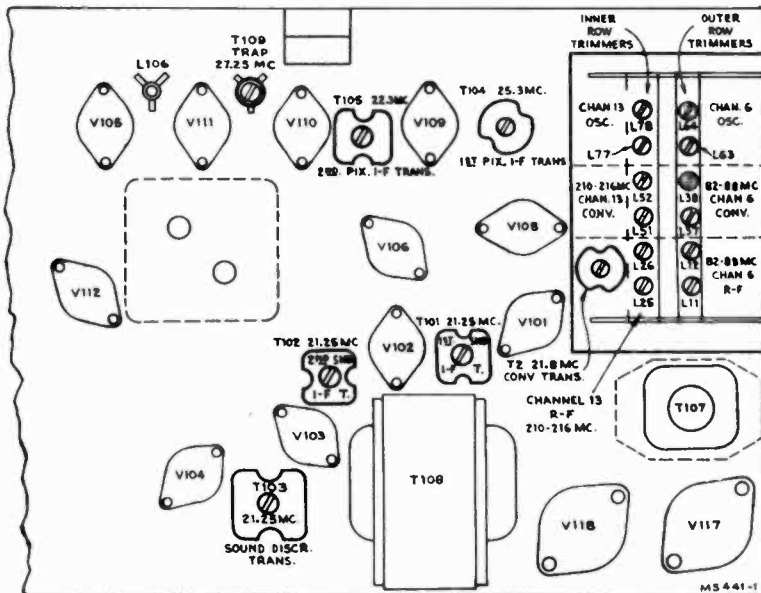 INNER
ROW
TRIMMERS
OUTER
ROW
TRIMMERS
T109
TRAP
27.25 MC
L106
T105 22.3MC.
T104 25.3MC.
V105
V111
V110
V109
2ND. PIX. I-F TRANS.
1ST PIX. I-F TRANS
CHAN 13
OSC.
L78
L64
CHAN. 6
OSC.
L77
L63
210-216MC
CHAN. 13
CONV.
L52
L38
82-88MC
CHAN 6
CONV.
L51
L37
L26
L12
82-88MC
CHAN 6
R-F
L25
L11
V108
V106
V112
V101
T101 21.25MC.
1ST SND
I-F T.
V102
T102 21.25MC
2ND SND
I-F T.
T2 21.8MC
CONV TRANS.
CHANNEL 13
R-F
210-216 MC.
T107
V103
V104
T103
21.25MC.
SOUND DISCR.
TRANS.
T108
V118
V117
MS441-1